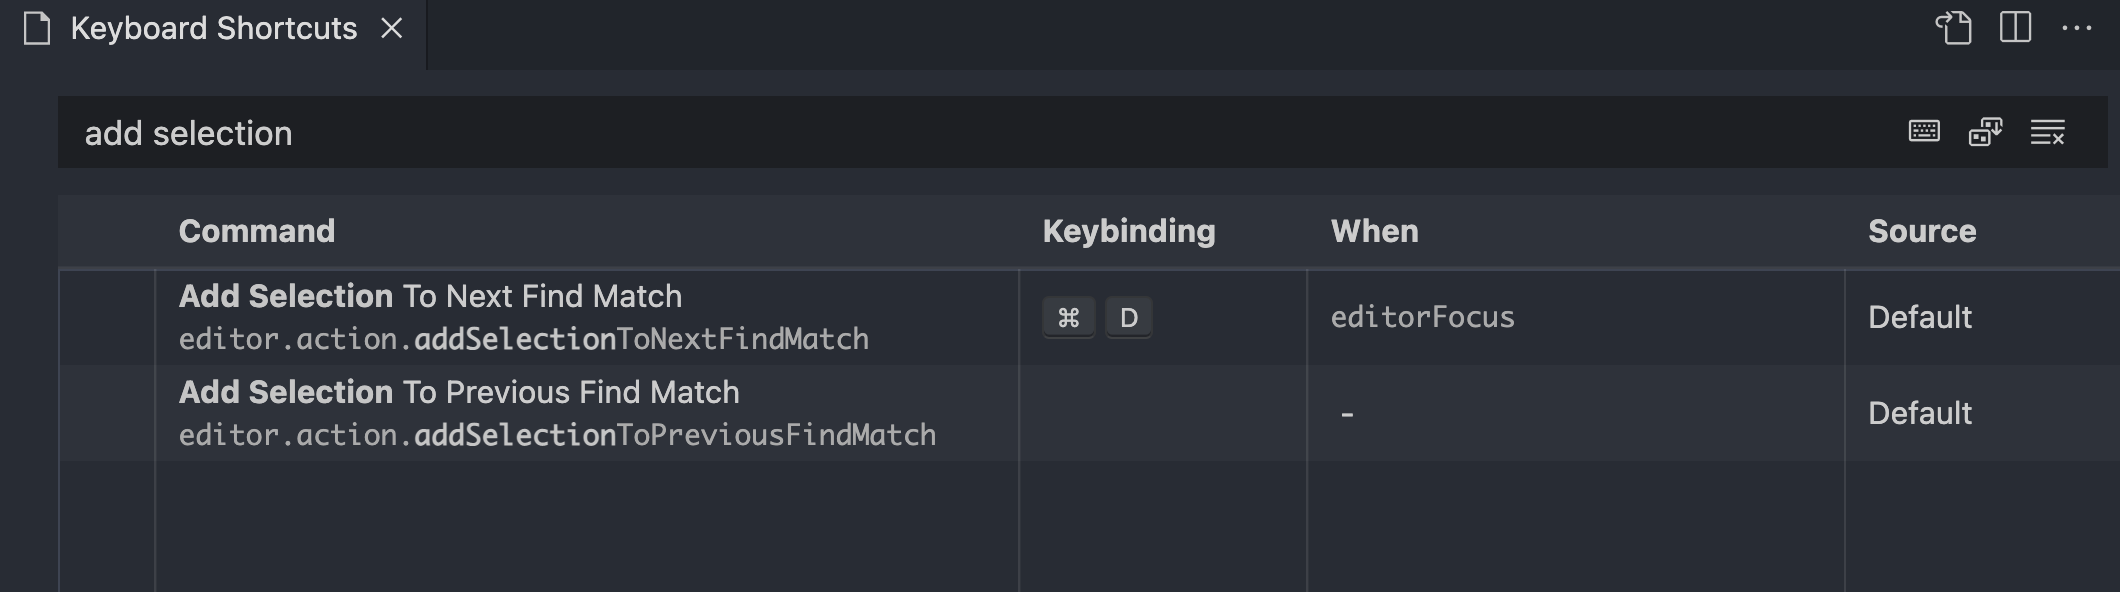 Keyboard Shortcuts
add selection
Command Keybinding When Source
Add Selection To Next Find Match
editor.action.addSelectionToNextFindMatch
⌘ D editorFocus Default
Add Selection To Previous Find Match
editor.action.addSelectionToPreviousFindMatch
- Default